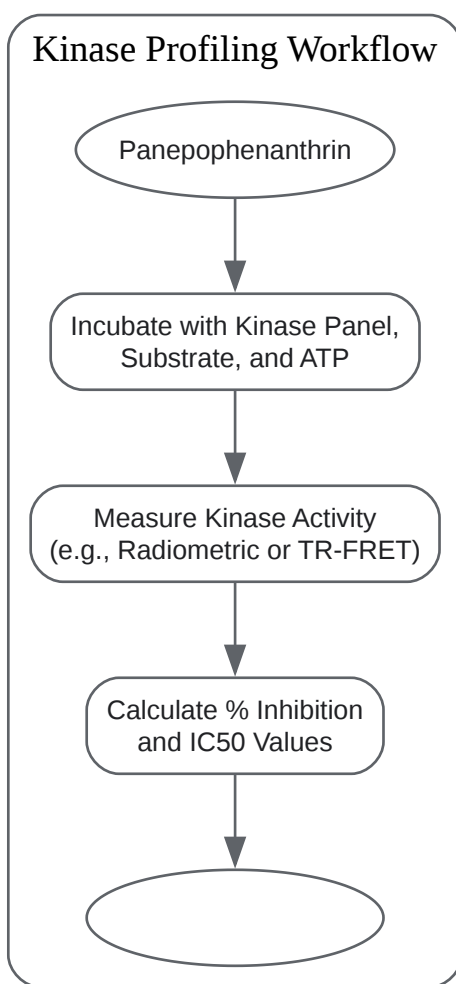 Kinase Profiling Workflow
Panepophenanthrin
Incubate with Kinase Panel,
Substrate, and ATP
Measure Kinase Activity
(e.g., Radiometric or TR-FRET)
Calculate % Inhibition
and IC50 Values